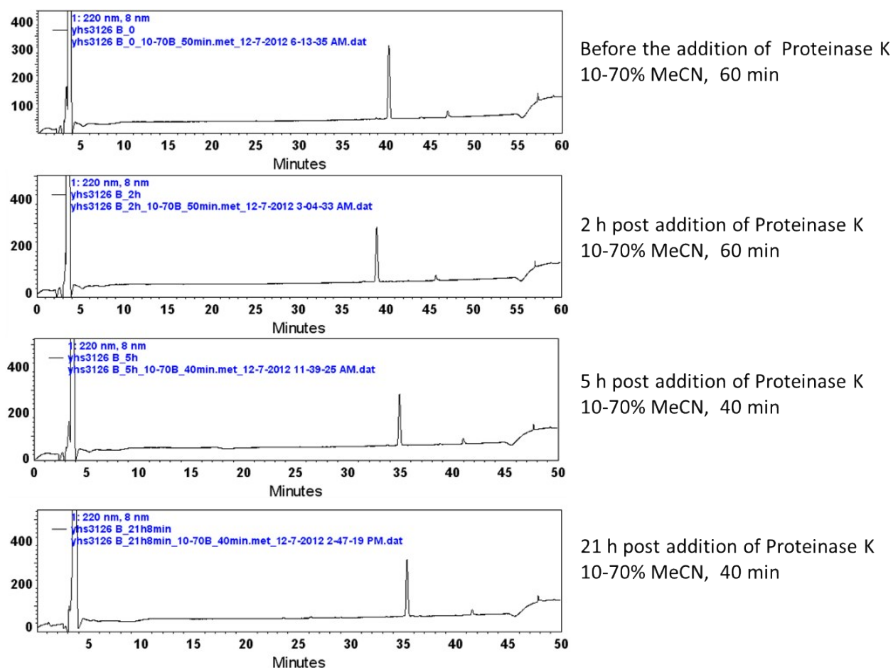 1: 220 nm, 8 nm
yhs3126 B_0
yhs3126 B_0_10-70B_50min.met_12-7-2012 6-13-35 AM.dat
400
300
200
100
5 10 15 20 25 30 35 40 45 50 55 60
Minutes
Before the addition of Proteinase K
10-70% MeCN, 60 min
1: 220 nm, 8 nm
yhs3126 B_2h
yhs3126 B_2h_10-70B_50min.met_12-7-2012 3-04-33 AM.dat
400
200
0
0 5 10 15 20 25 30 35 40 45 50 55 60
Minutes
2 h post addition of Proteinase K
10-70% MeCN, 60 min
1: 220 nm, 8 nm
yhs3126 B_5h
yhs3126 B_5h_10-70B_40min.met_12-7-2012 11-39-25 AM.dat
400
200
0
0 5 10 15 20 25 30 35 40 45 50
Minutes
5 h post addition of Proteinase K
10-70% MeCN, 40 min
1: 220 nm, 8 nm
yhs3126 B_21h8min
yhs3126 B_21h8min_10-70B_40min.met_12-7-2012 2-47-19 PM.dat
400
200
0
5 10 15 20 25 30 35 40 45 50
Minutes
21 h post addition of Proteinase K
10-70% MeCN, 40 min